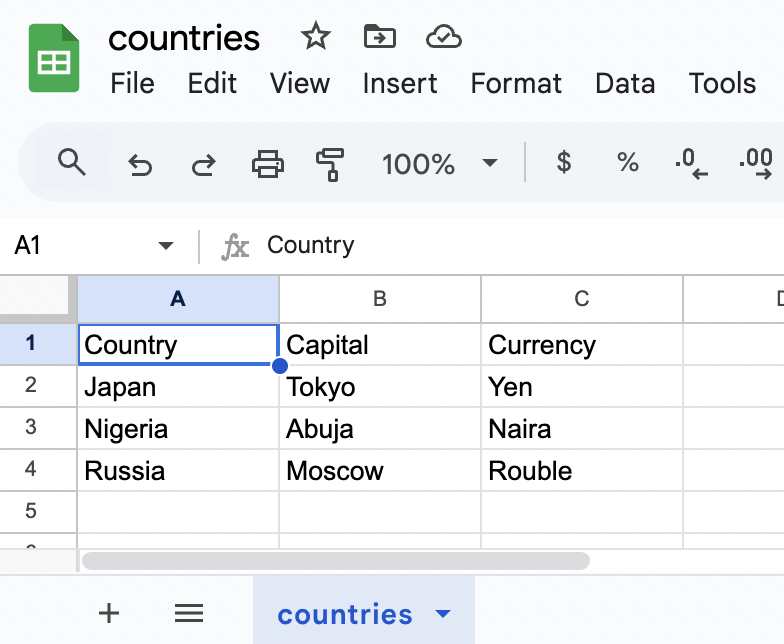 countries
File Edit View Insert Format Data Tools
100% $ % .0 .00
A1 fx Country
A B C
1 Country Capital Currency
2 Japan Tokyo Yen
3 Nigeria Abuja Naira
4 Russia Moscow Rouble
5
countries